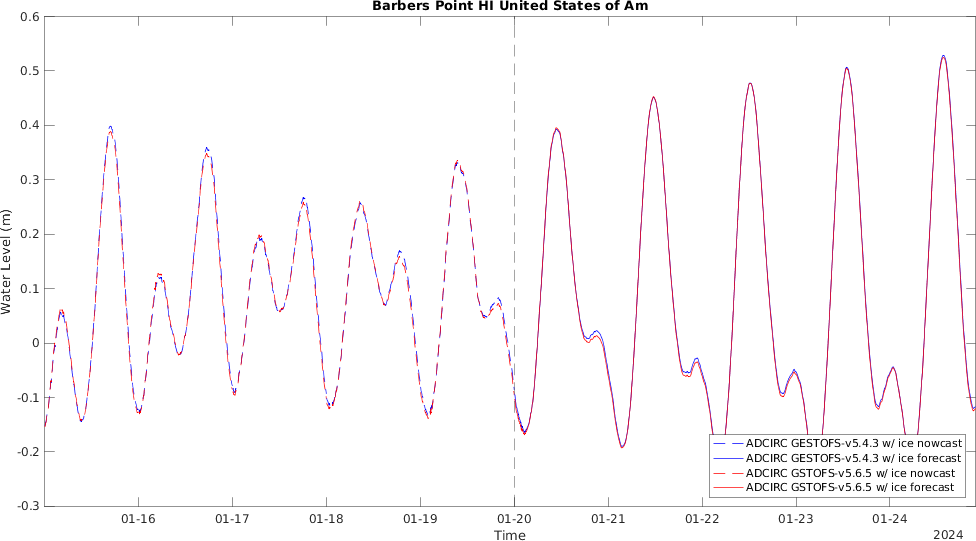 Barbers Point HI United States of Am
0.6
0.5
0.4
0.3
0.2
0.1
0
-0.1
-0.2
-0.3
Water Level (m)
ADCIRC GESTOFS-v5.4.3 w/ ice nowcast
ADCIRC GESTOFS-v5.4.3 w/ ice forecast
ADCIRC GSTOFS-v5.6.5 w/ ice nowcast
ADCIRC GSTOFS-v5.6.5 w/ ice forecast
01-16 01-17 01-18 01-19 01-20 01-21 01-22 01-23 01-24
Time
2024